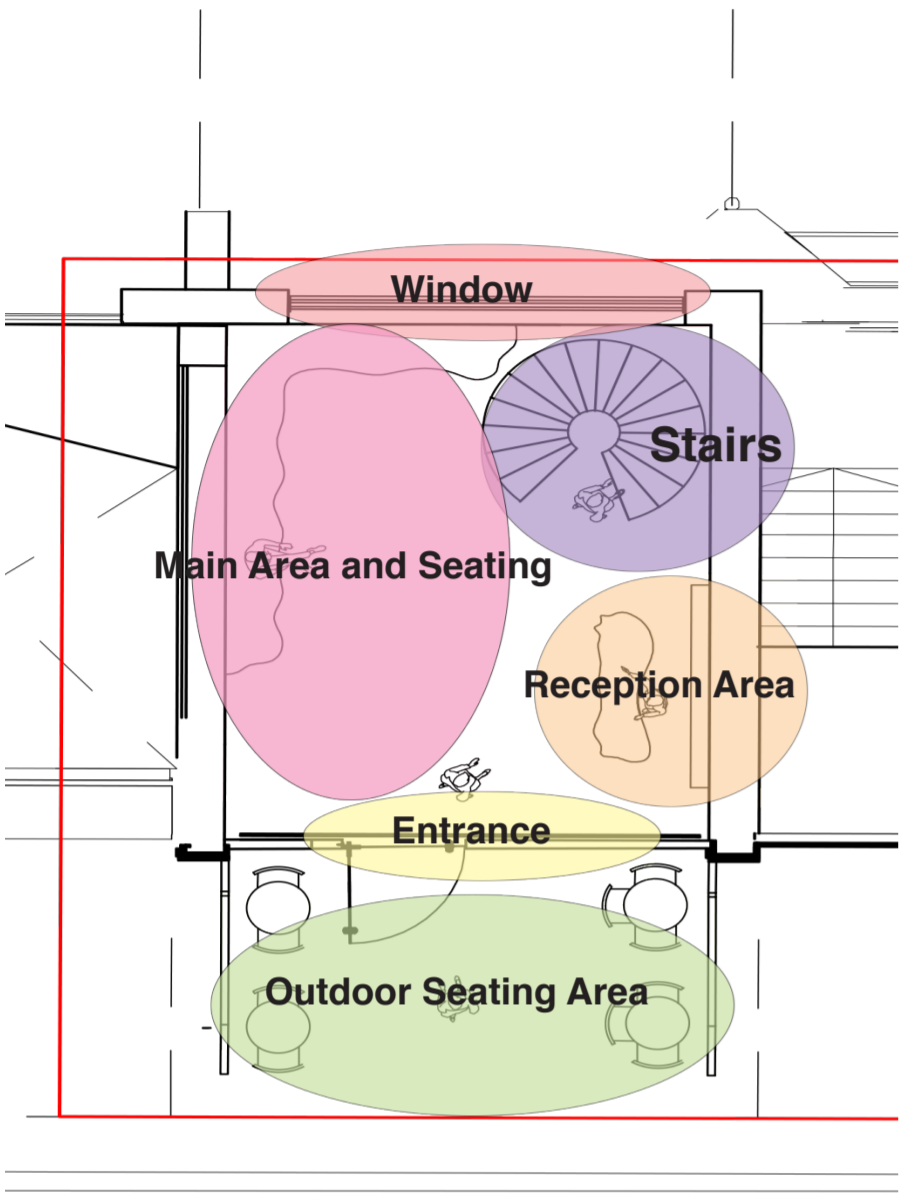 Window
Stairs
Main Area and Seating
Reception Area
Entrance
Outdoor Seating Area